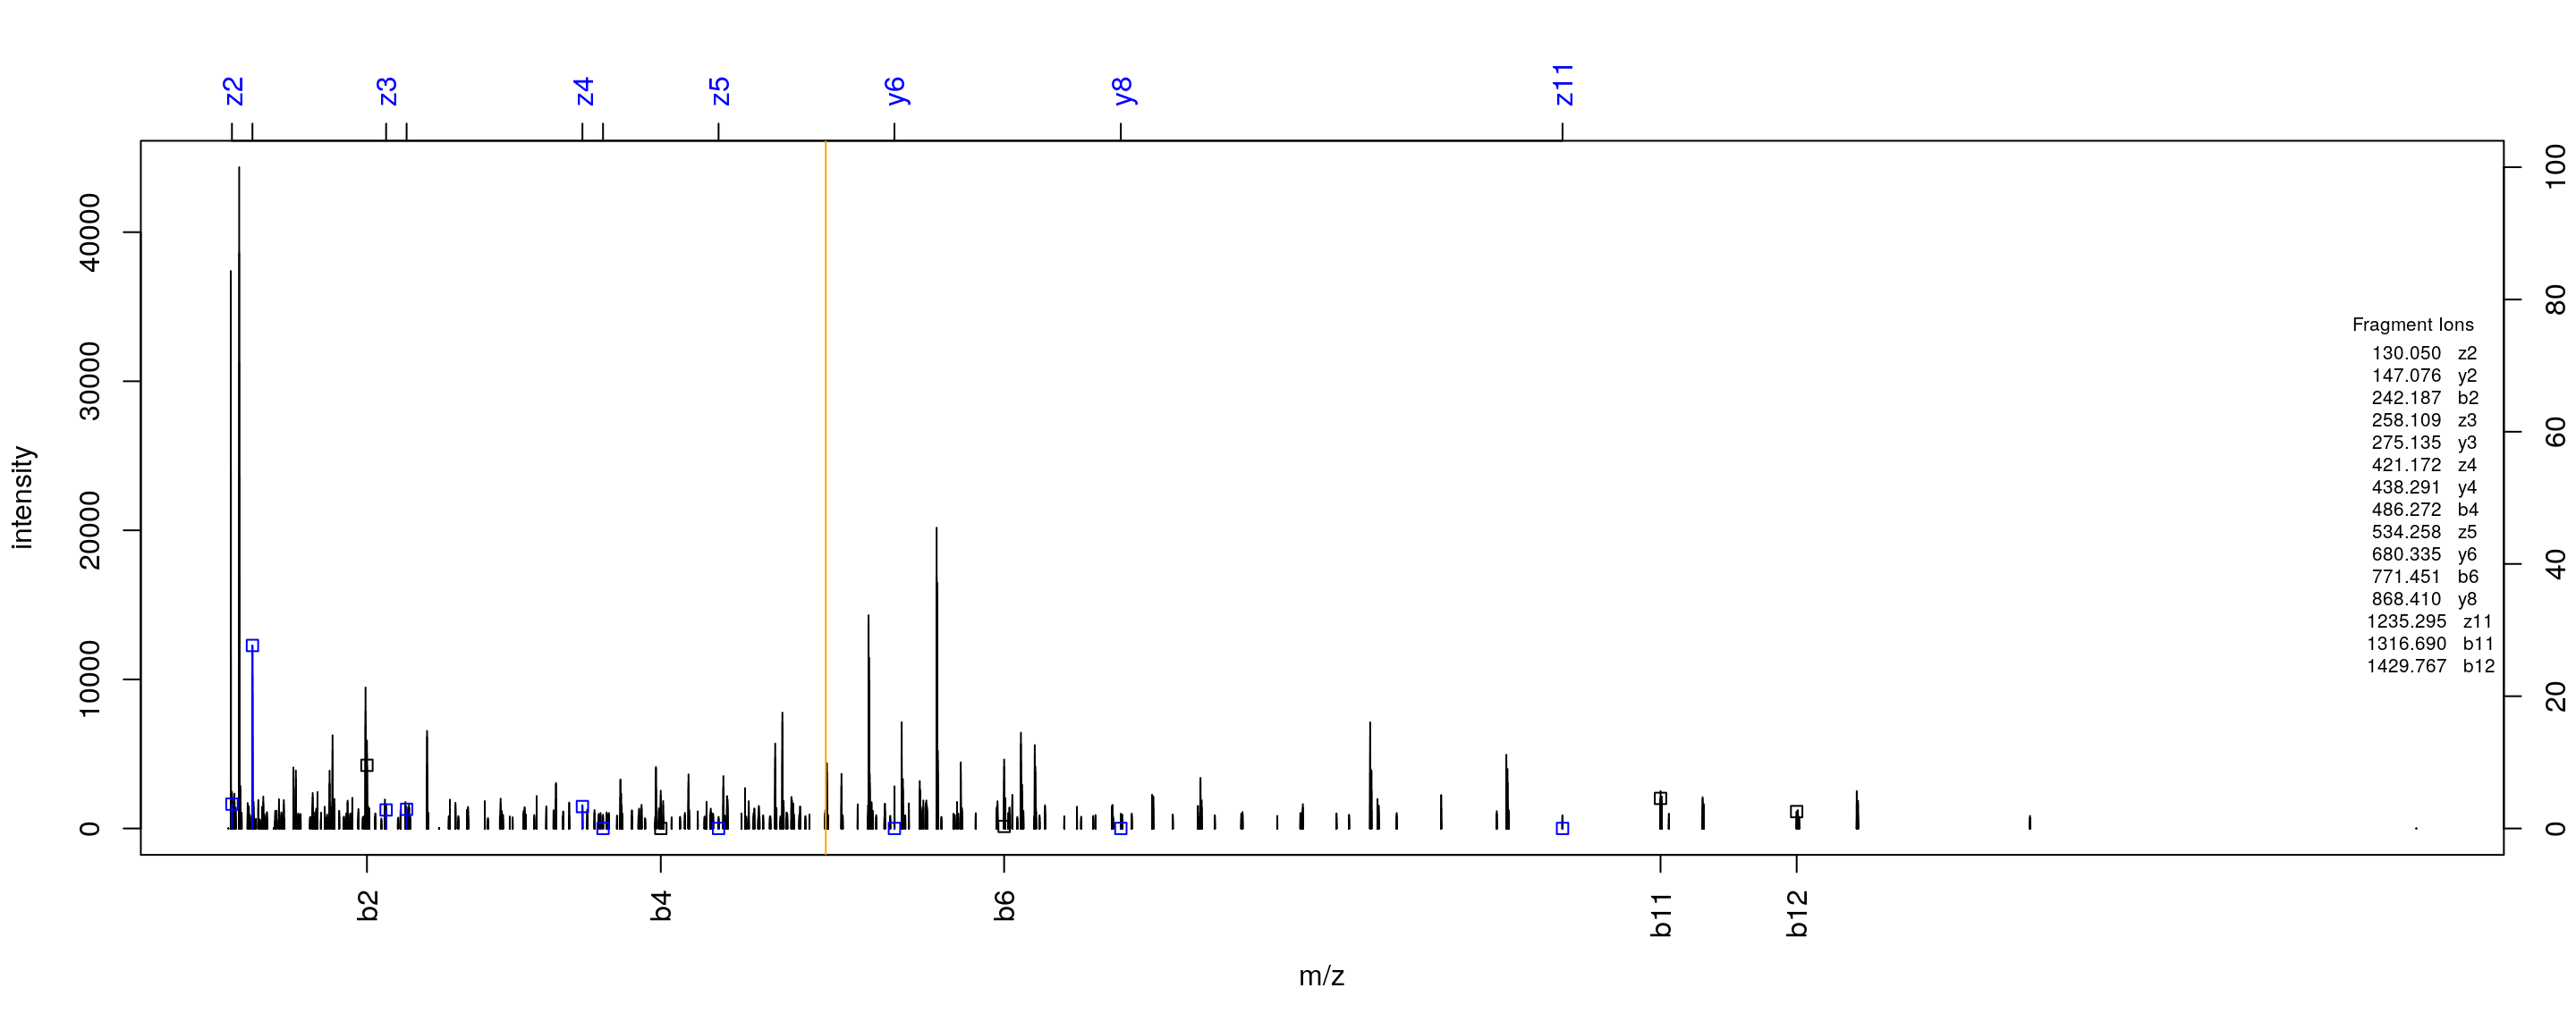 z2 z3 z4 z5 y6 y8 z11
intensity
0 10000 20000 30000 40000
0 20 40 60 80 100
Fragment Ions
130.050 z2
147.076 y2
242.187 b2
258.109 z3
275.135 y3
421.172 z4
438.291 y4
486.272 b4
534.258 z5
680.335 y6
771.451 b6
868.410 y8
1235.295 z11
1316.690 b11
1429.767 b12
b2 b4 b6 b11 b12
m/z